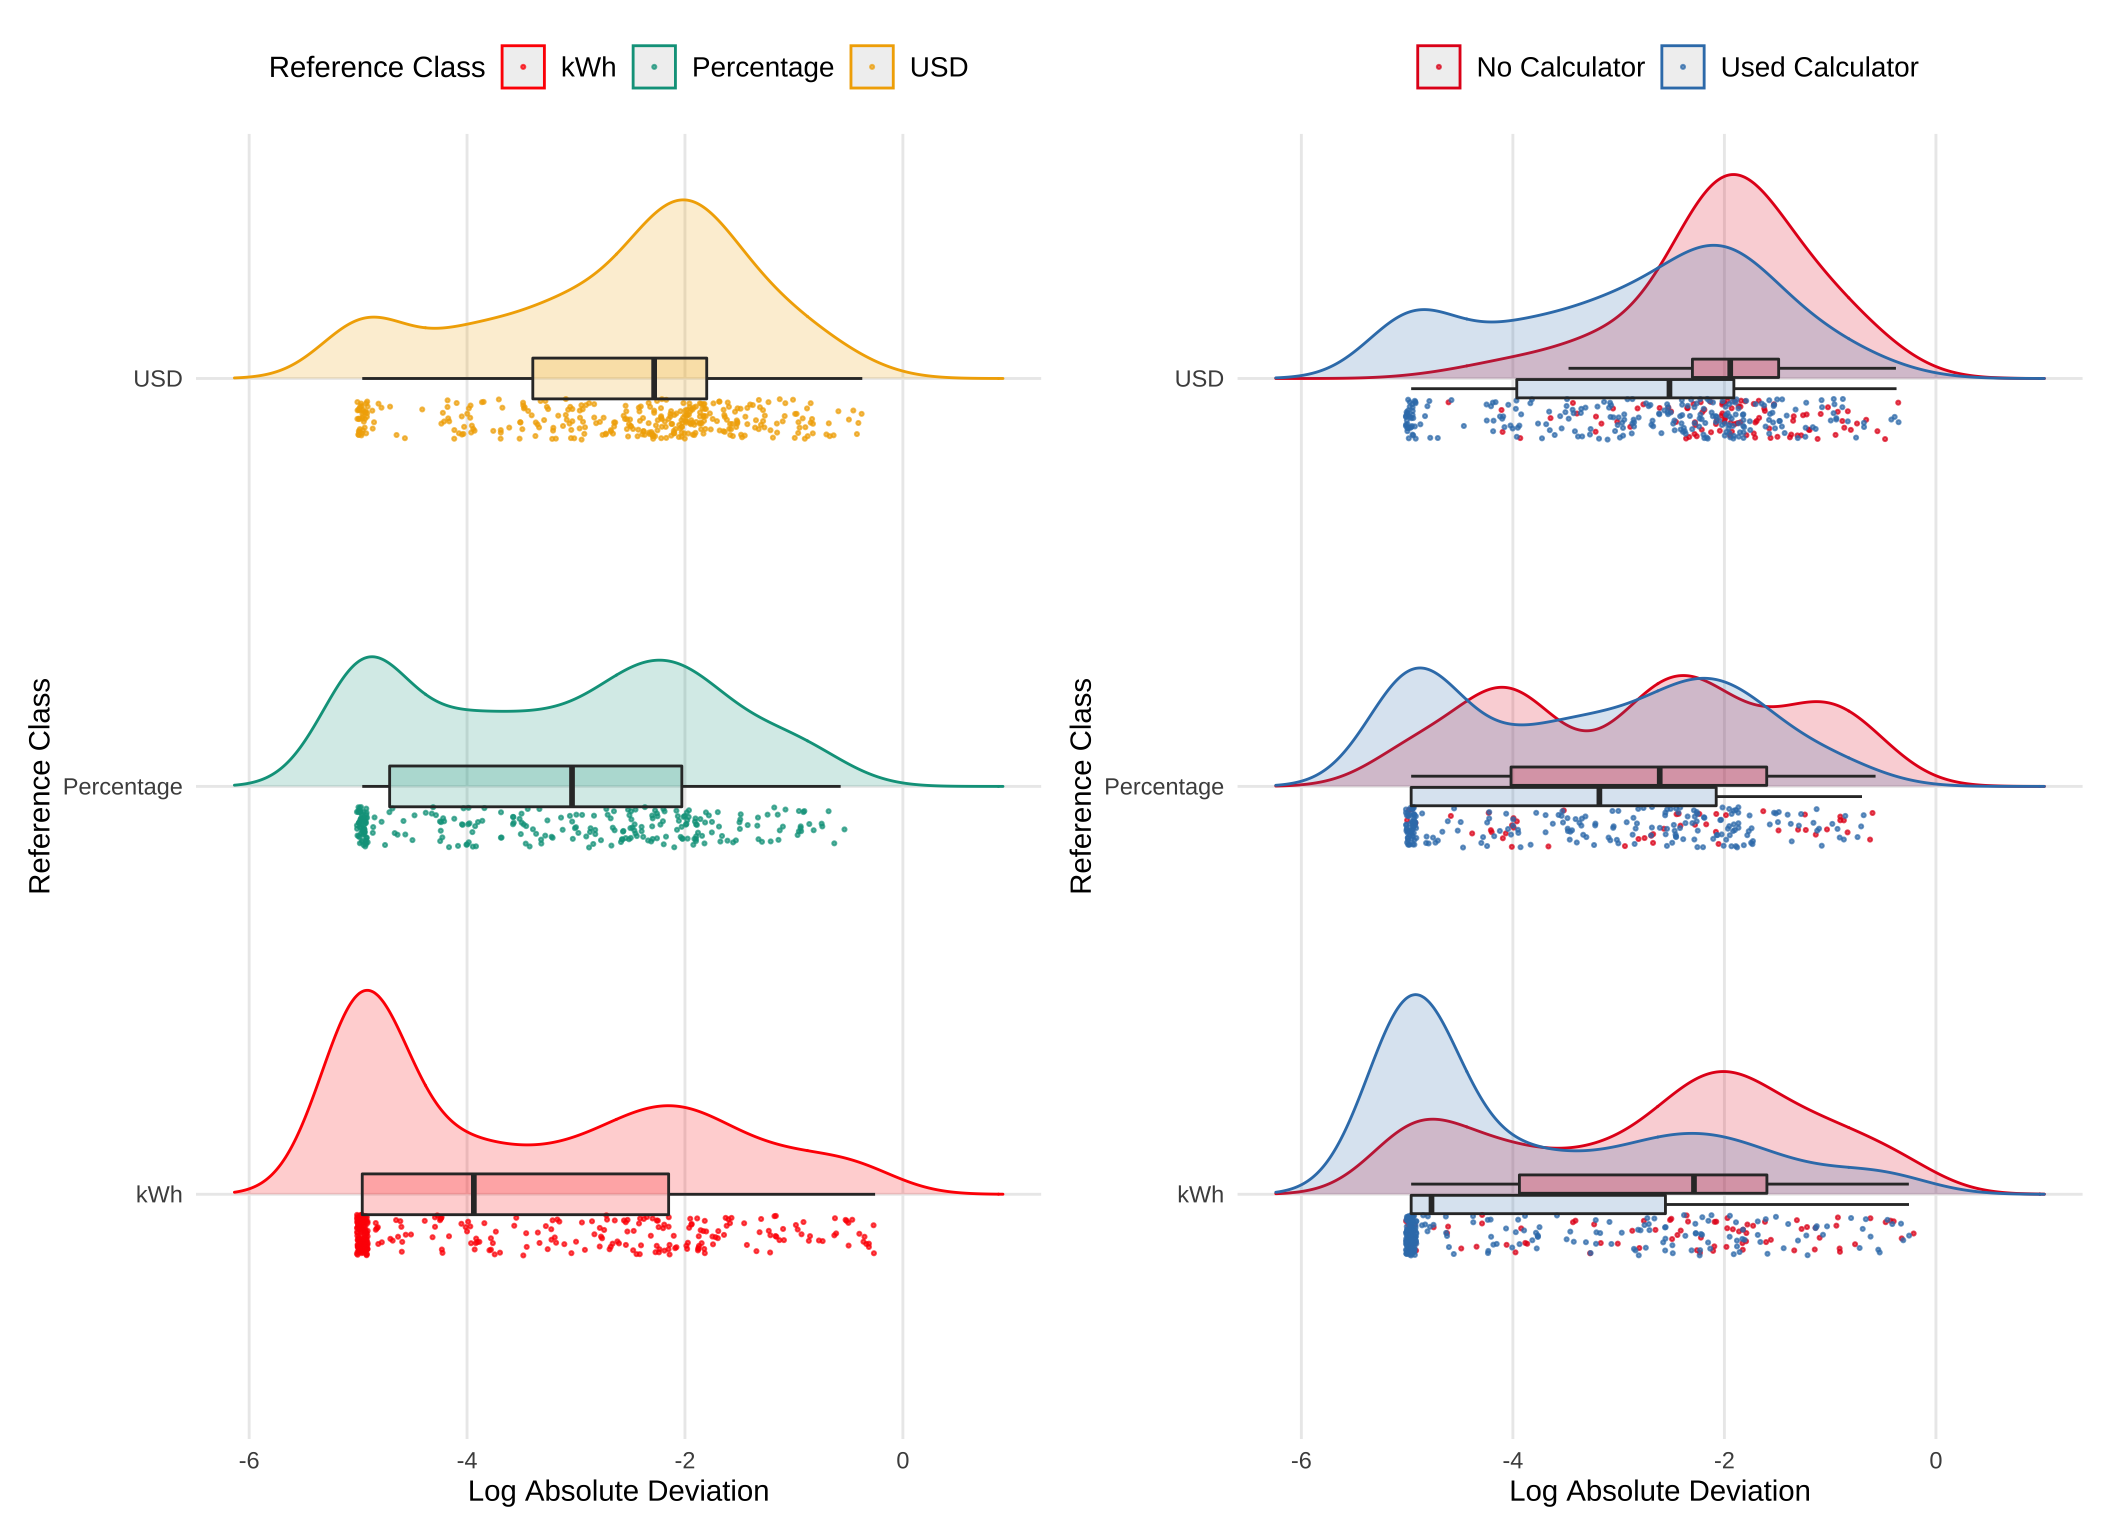 Reference Class kWh Percentage USD
USD
Percentage
kWh
Reference Class
-6 -4 -2 0
Log Absolute Deviation
No Calculator Used Calculator
USD
Percentage
kWh
Reference Class
-6 -4 -2 0
Log Absolute Deviation